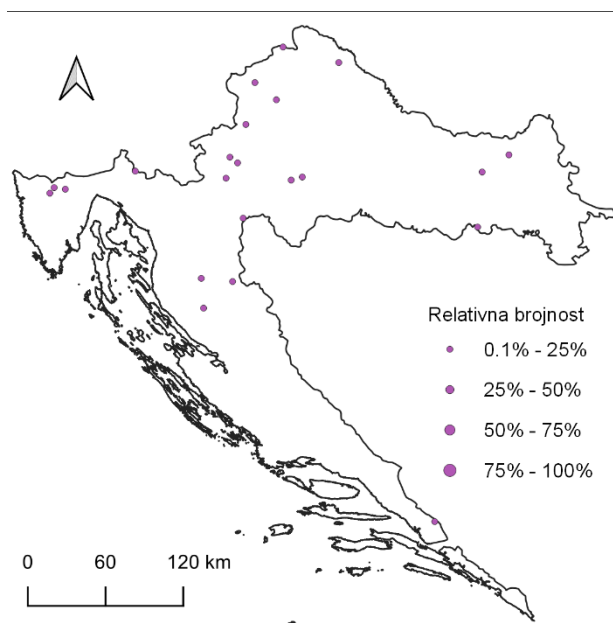 Relativna brojnost
0.1% - 25%
25% - 50%
50% - 75%
75% - 100%
0 60 120 km